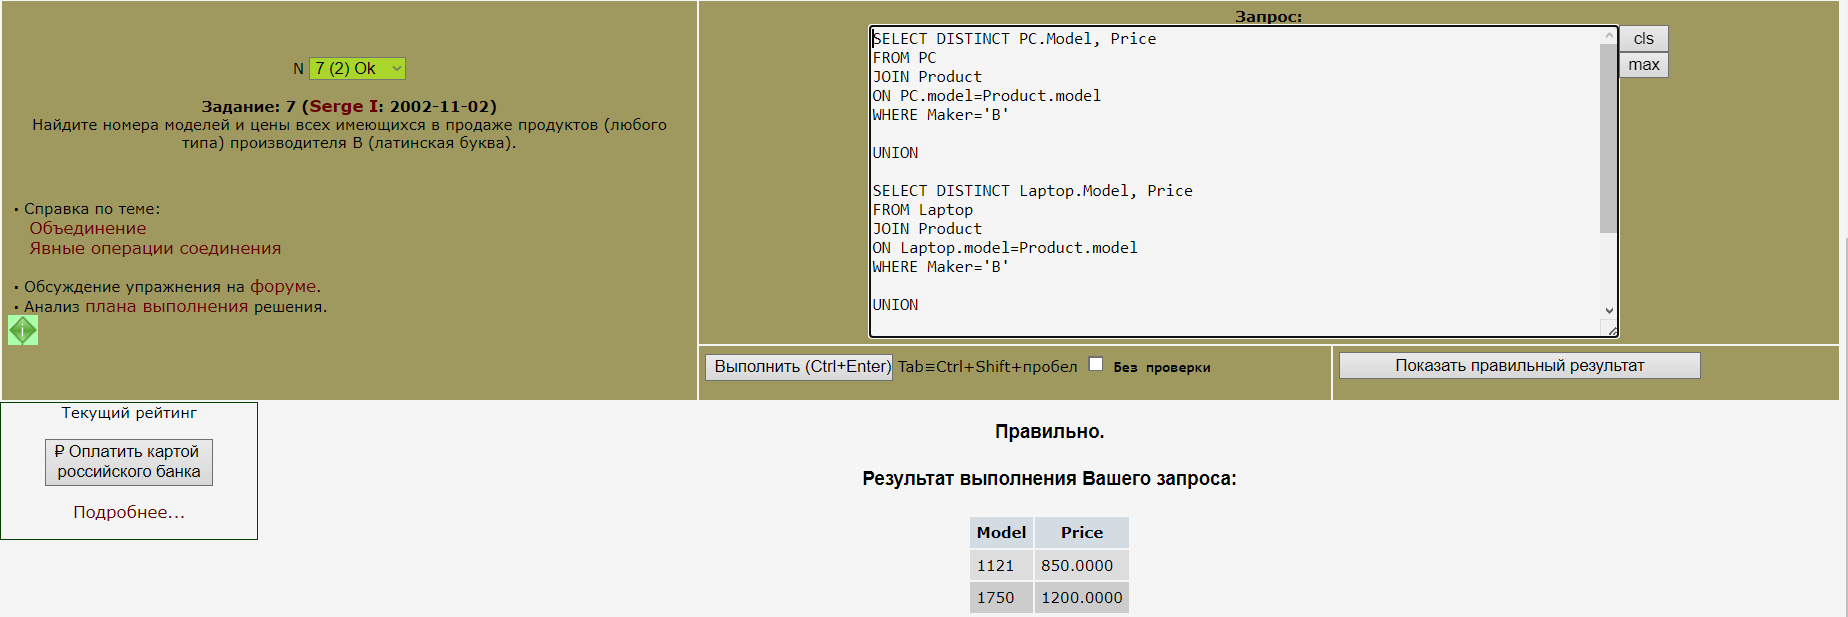 N 7 (2) Ok
Задание: 7 (Serge I: 2002-11-02)
Найдите номера моделей и цены всех имеющихся в продаже продуктов (любого
типа) производителя B (латинская буква).
· Справка по теме:
Объединение
Явные операции соединения
· Обсуждение упражнения на форуме.
· Анализ плана выполнения решения.
i
Запрос:
SELECT DISTINCT PC.Model, Price
FROM PC
JOIN Product
ON PC.model=Product.model
WHERE Maker='B'
UNION
SELECT DISTINCT Laptop.Model, Price
FROM Laptop
JOIN Product
ON Laptop.model=Product.model
WHERE Maker='B'
UNION
cls
max
Выполнить (Ctrl+Enter) Tab≡Ctrl+Shift+пробел Без проверки
Показать правильный результат
Текущий рейтинг
₽ Оплатить картой
российского банка
Подробнее...
Правильно.
Результат выполнения Вашего запроса:
Model Price
1121 850.0000
1750 1200.0000